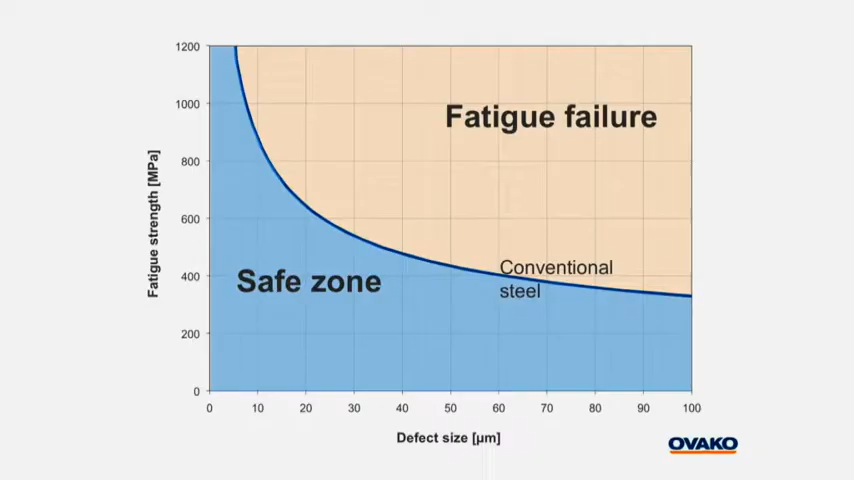 1200
1000
800
600
400
200
0
Fatigue strength [MPa]
Fatigue failure
Safe zone
Conventional
steel
0 10 20 30 40 50 60 70 80 90 100
Defect size [µm]
OVAKO